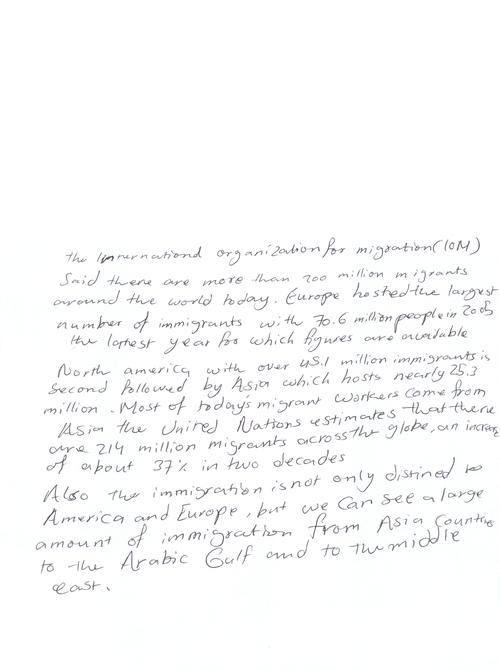 the Innernationd organization for migration (IOM)
Said there are more than 200 million migrants
around the world today. Europe hosted the largest
number of immigrants with 70.6 million people in 2005
the latest year for which figures are available
North america with over 45.1 million immigrants is
Second followed by Asia which hosts nearly 25.3
million. Most of today's migrant workers come from
Asia the United Nations estimates that there
are 214 million migrants across the globe, an increase
of about 37% in two decades
Also the immigration is not only distined to
America and Europe, but we can see a large
amount of immigration from Asia Countries
to the Arabic Gulf and to the middle
east.